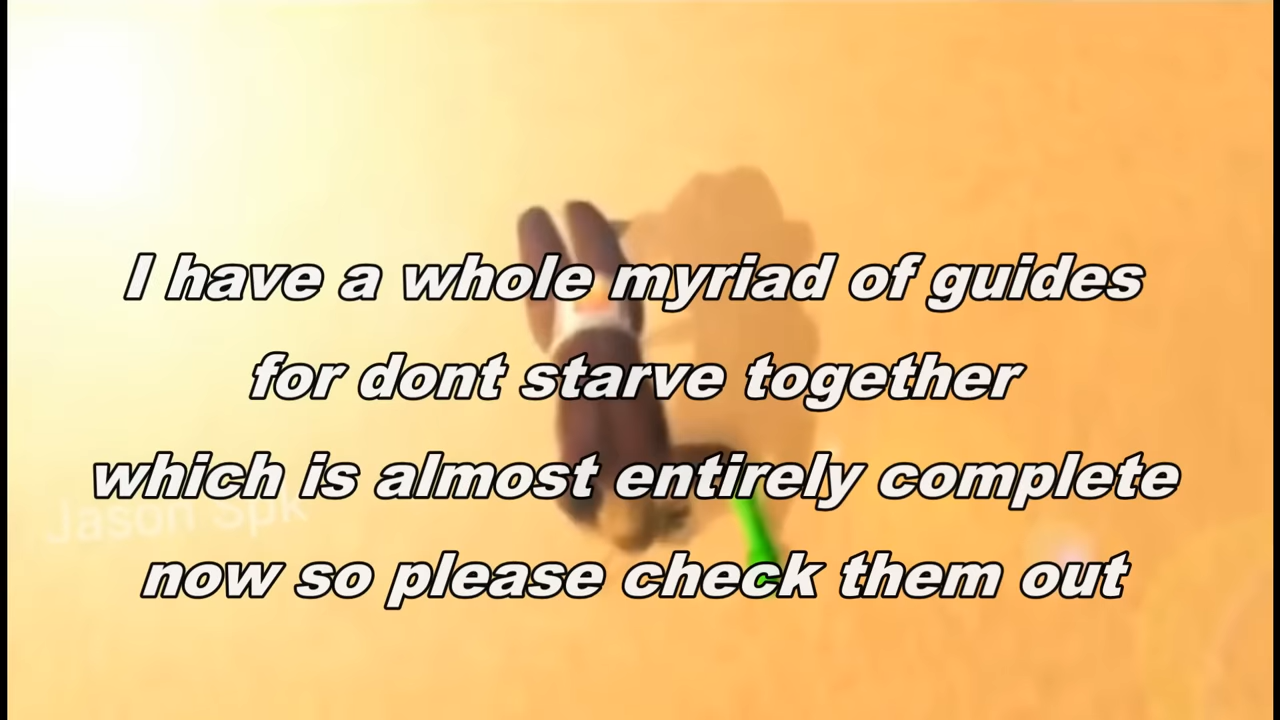 I have a whole myriad of guides
for dont starve together
which is almost entirely complete
Jason Spk
now so please check them out